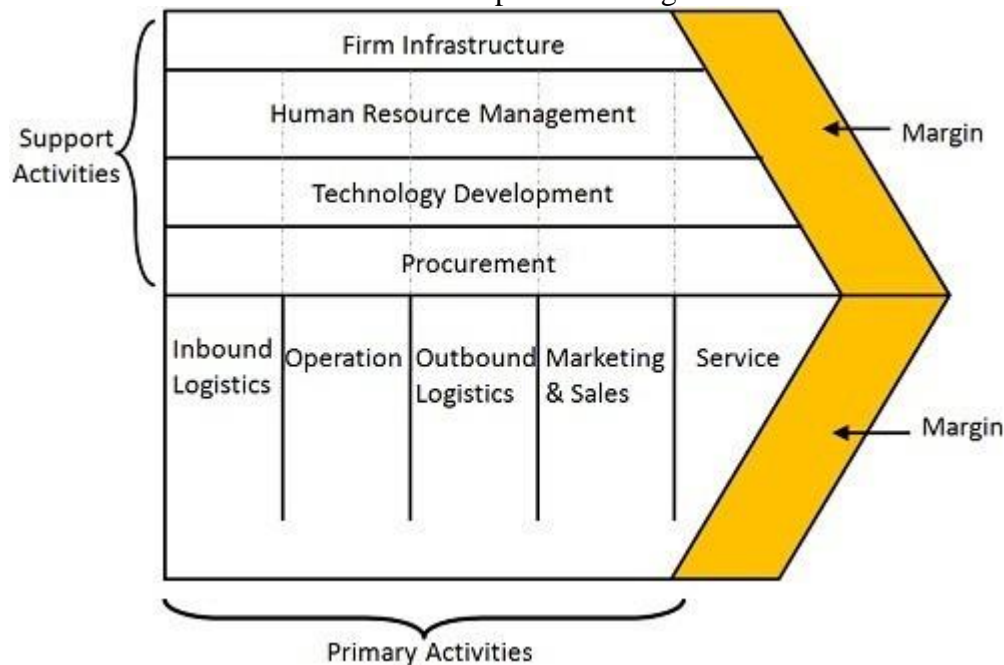 Firm Infrastructure
Human Resource Management
Support
Activities
Margin
Technology Development
Procurement
Inbound
Logistics
Operation
Outbound
Logistics
Marketing
& Sales
Service
Margin
Primary Activities